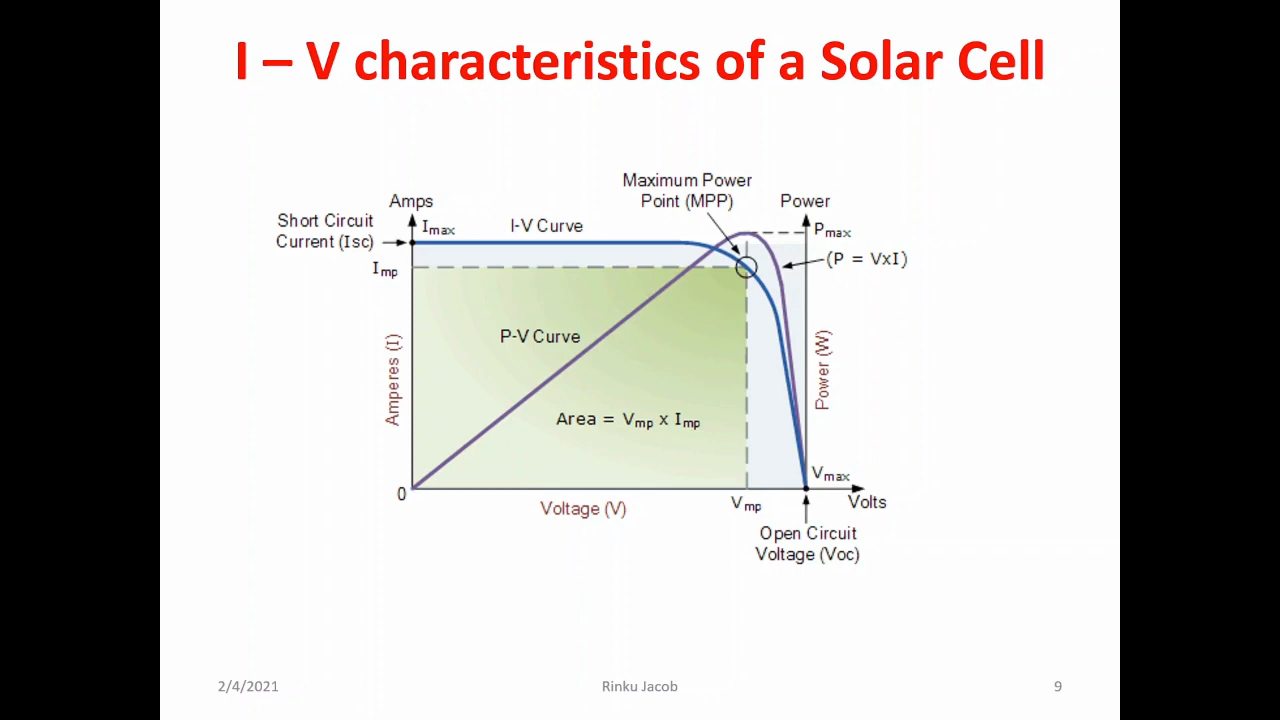 I – V characteristics of a Solar Cell
Maximum Power
Point (MPP)
Amps
Power
Short Circuit
Current (Isc)
Imax
I-V Curve
Pmax
(P = VxI)
Imp
P-V Curve
Amperes (I)
Power (W)
Area = Vmp x Imp
Vmax
0
Voltage (V)
Vmp
Volts
Open Circuit
Voltage (Voc)
2/4/2021
Rinku Jacob
9